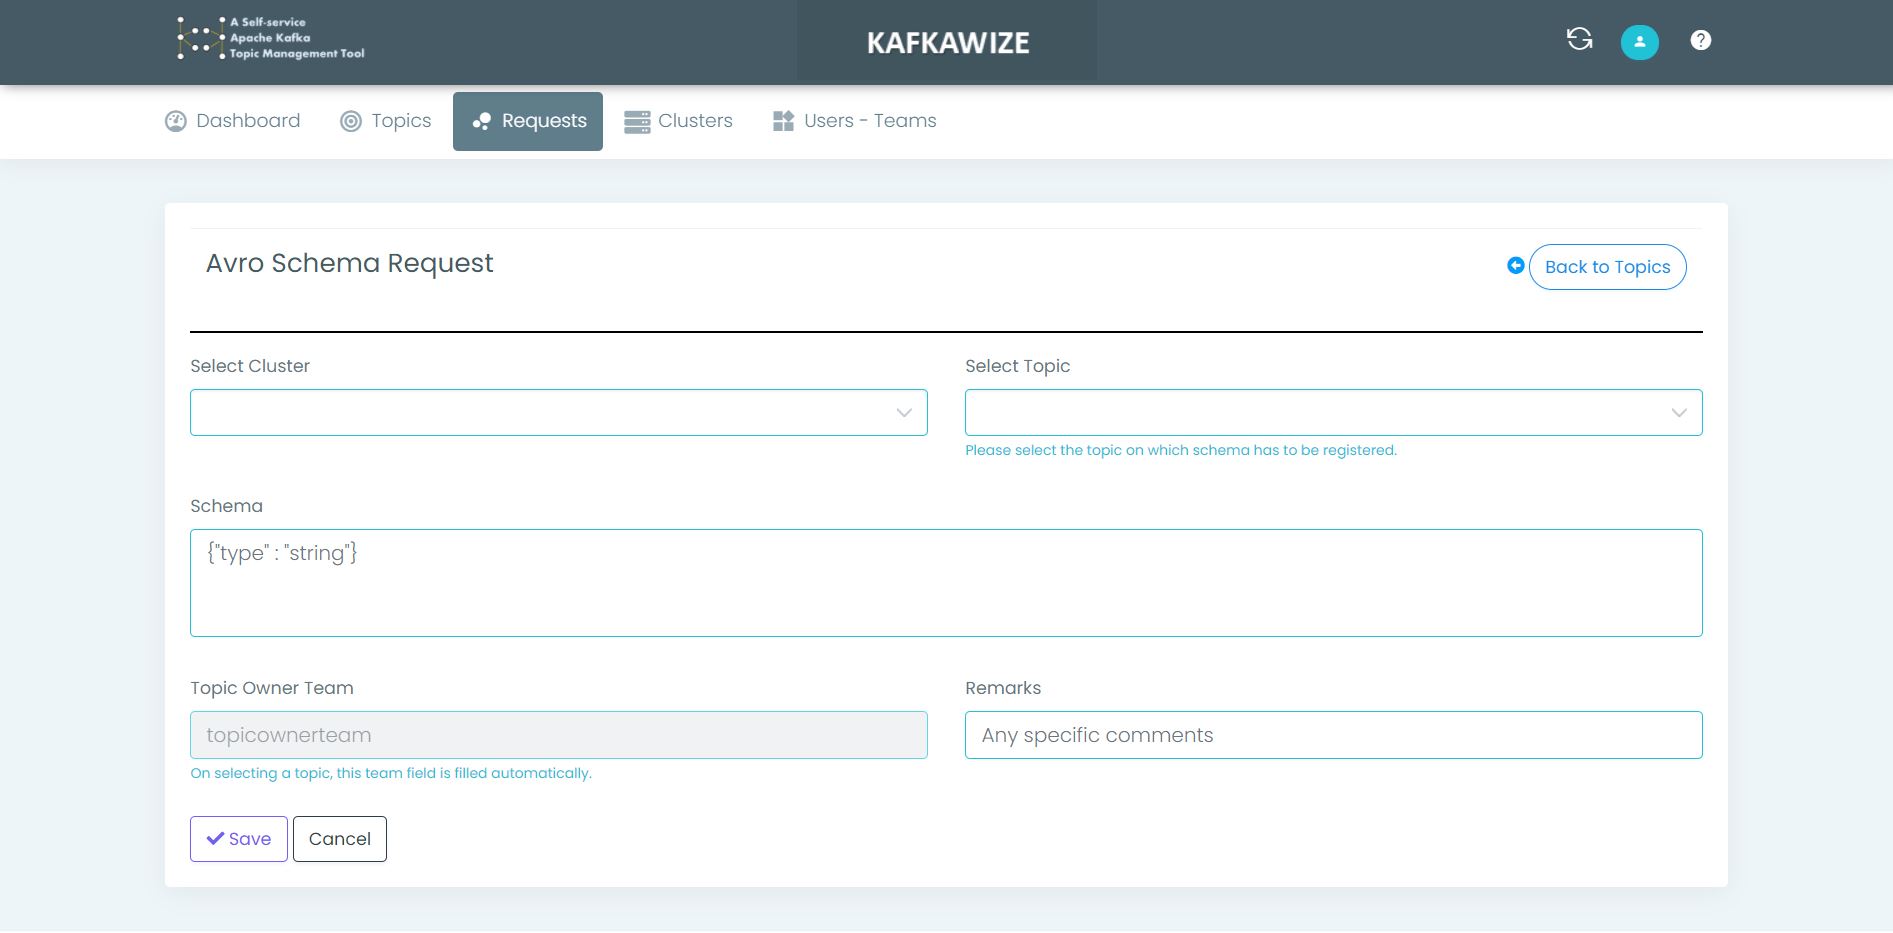 A Self-service
Apache Kafka
Topic Management Tool
KAFKAWIZE
Dashboard
Topics
Requests
Clusters
Users - Teams
Avro Schema Request
Back to Topics
Select Cluster
Select Topic
Please select the topic on which schema has to be registered.
Schema
{"type" : "string"}
Topic Owner Team
Remarks
topicownerteam
Any specific comments
On selecting a topic, this team field is filled automatically.
Save
Cancel